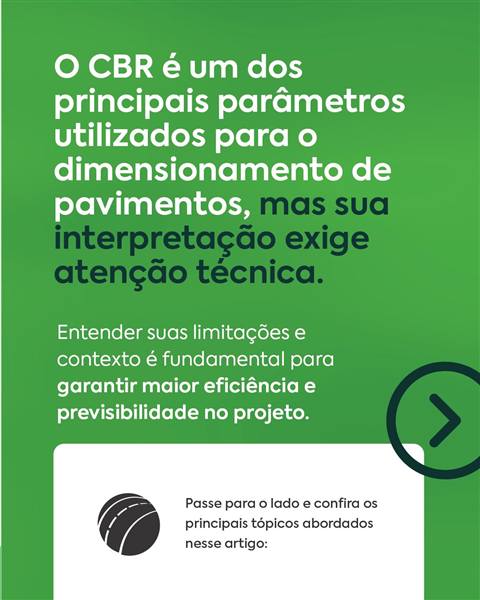 O CBR é um dos
principais parâmetros
utilizados para o
dimensionamento de
pavimentos, mas sua
interpretação exige
atenção técnica.
Entender suas limitações e
contexto é fundamental para
garantir maior eficiência e
previsibilidade no projeto.
Passe para o lado e confira os
principais tópicos abordados
nesse artigo: